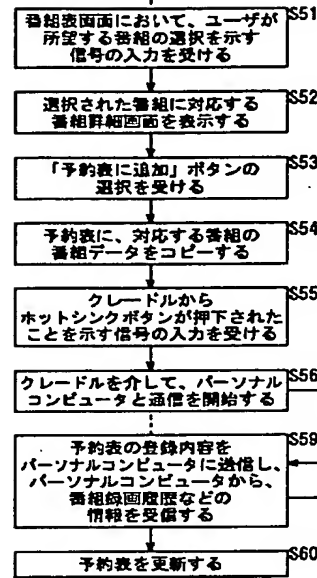 S51
番組表画面において、ユーザが
所望する番組の選択を示す
信号の入力を受ける
S52
選択された番組に対応する
番組詳細画面を表示する
S53
「予約表に追加」ボタンの
選択を受ける
S54
予約表に、対応する番組の
番組データをコピーする
S55
クレードルから
ホットシンクボタンが押下された
ことを示す信号の入力を受ける
S56
クレードルを介して、パーソナル
コンピュータと通信を開始する
S59
予約表の登録内容を
パーソナルコンピュータに送信し、
パーソナルコンピュータから、
番組録画履歴などの
情報を受信する
S60
予約表を更新する